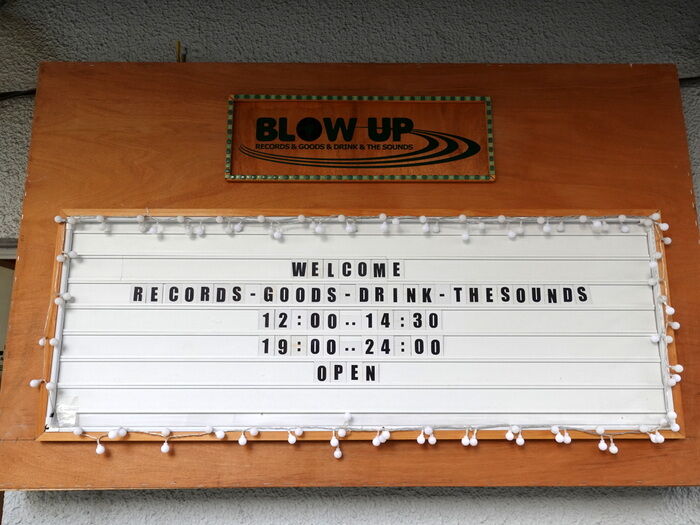 BLOW UP
RECORDS & GOODS & DRINK & THE SOUNDS
WELCOME
RECORDS-GOODS-DRINK-THESOUNDS
12:00--14:30
19:00--24:00
OPEN